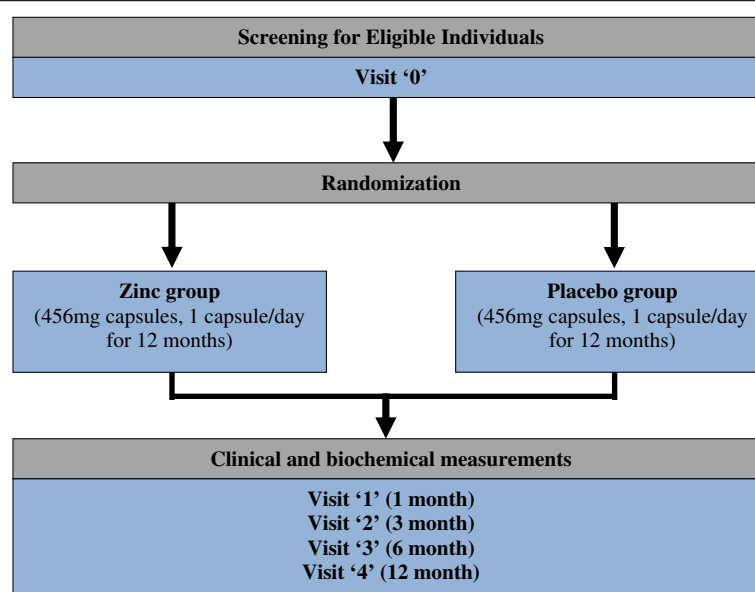 Screening for Eligible Individuals
Visit ‘0’
Randomization
Zinc group
(456mg capsules, 1 capsule/day
for 12 months)
Placebo group
(456mg capsules, 1 capsule/day
for 12 months)
Clinical and biochemical measurements
Visit ‘1’ (1 month)
Visit ‘2’ (3 month)
Visit ‘3’ (6 month)
Visit ‘4’ (12 month)